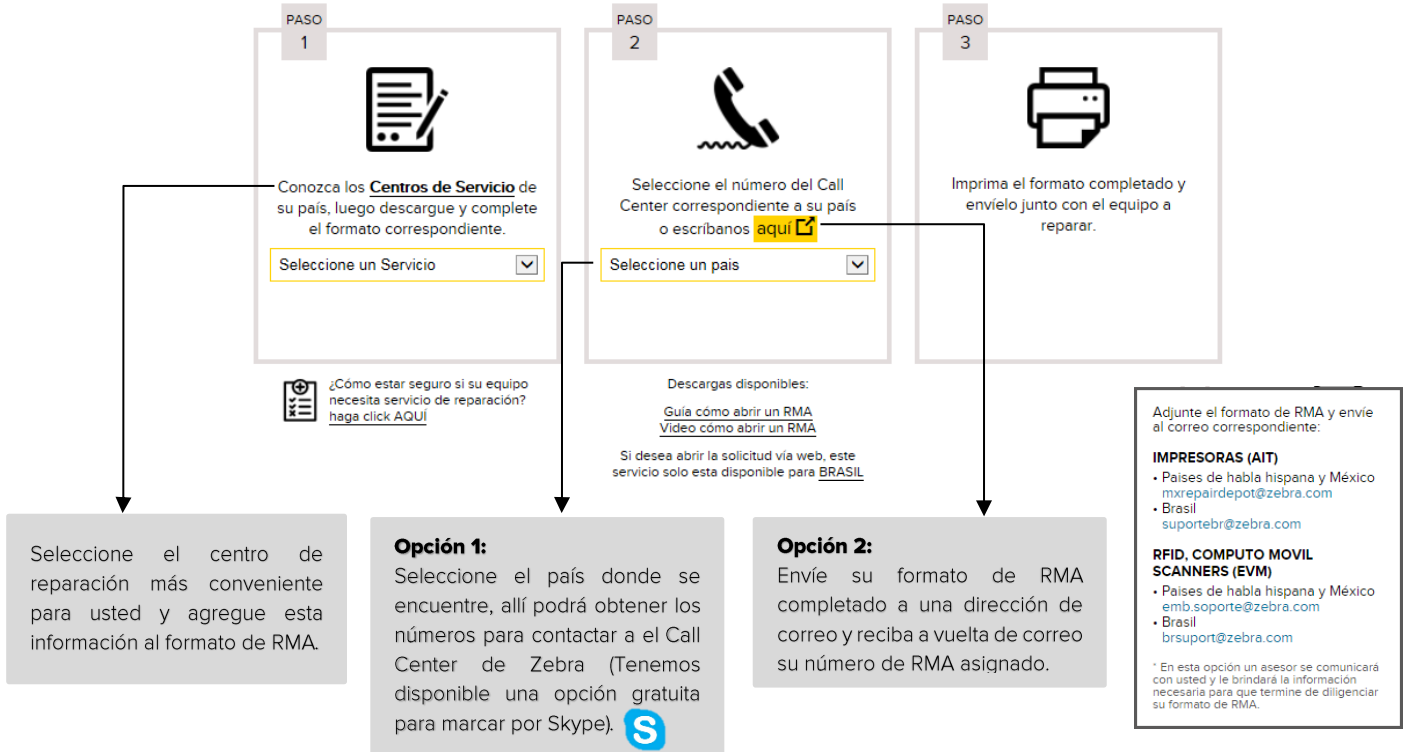 PASO
1
Conozca los Centros de Servicio de
su país, luego descargue y complete
el formato correspondiente.
Seleccione un Servicio
¿Cómo estar seguro si su equipo
necesita servicio de reparación?
haga click AQUÍ
PASO
2
Seleccione el número del Call
Center correspondiente a su país
o escríbanos aquí
Seleccione un pais
Descargas disponibles:
Guía cómo abrir un RMA
Video cómo abrir un RMA
Si desea abrir la solicitud vía web, este
servicio solo esta disponible para BRASIL
PASO
3
Imprima el formato completado y
envíelo junto con el equipo a
reparar.
Seleccione el centro de
reparación más conveniente
para usted y agregue esta
información al formato de RMA.
Opción 1:
Seleccione el país donde se
encuentre, allí podrá obtener los
números para contactar a el Call
Center de Zebra (Tenemos
disponible una opción gratuita
para marcar por Skype).
S
Opción 2:
Envíe su formato de RMA
completado a una dirección de
correo y reciba a vuelta de correo
su número de RMA asignado.
Adjunte el formato de RMA y envíe
al correo correspondiente:
IMPRESORAS (AIT)
• Paises de habla hispana y México
mxrepairdepot@zebra.com
• Brasil
suportebr@zebra.com
RFID, COMPUTO MOVIL
SCANNERS (EVM)
• Paises de habla hispana y México
emb.soporte@zebra.com
• Brasil
brsuport@zebra.com
* En esta opción un asesor se comunicará
con usted y le brindará la información
necesaria para que termine de diligenciar
su formato de RMA.